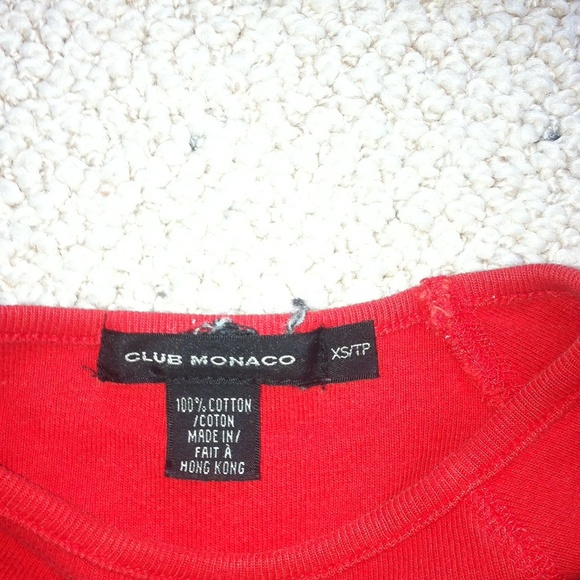 CLUB MONACO
XS/TP
100% COTTON
/COTON
MADE IN/
FAIT À
HONG KONG